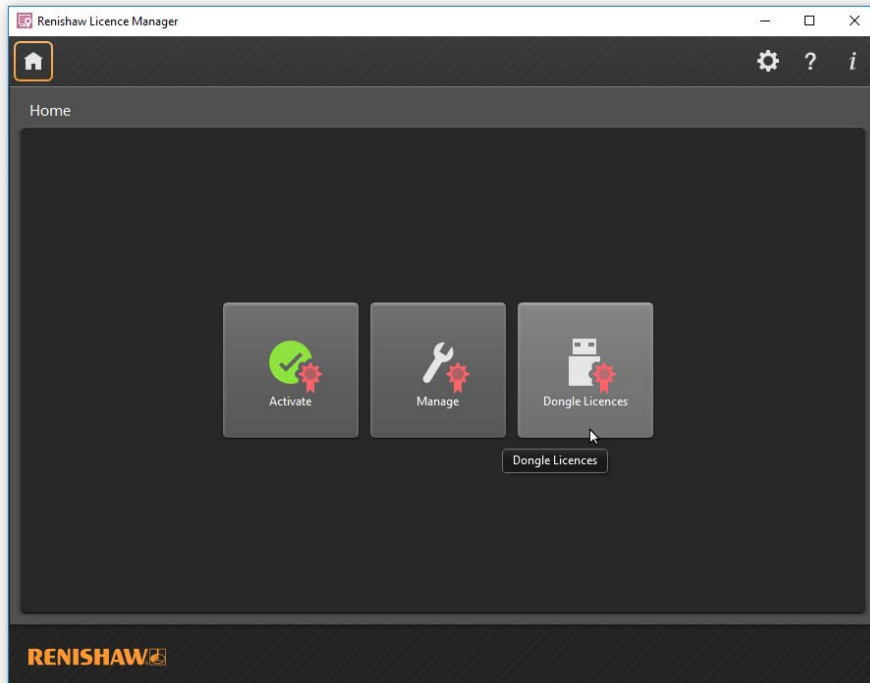 Renishaw Licence Manager
? i
Home
Activate
Manage
Dongle Licences
Dongle Licences
RENISHAW